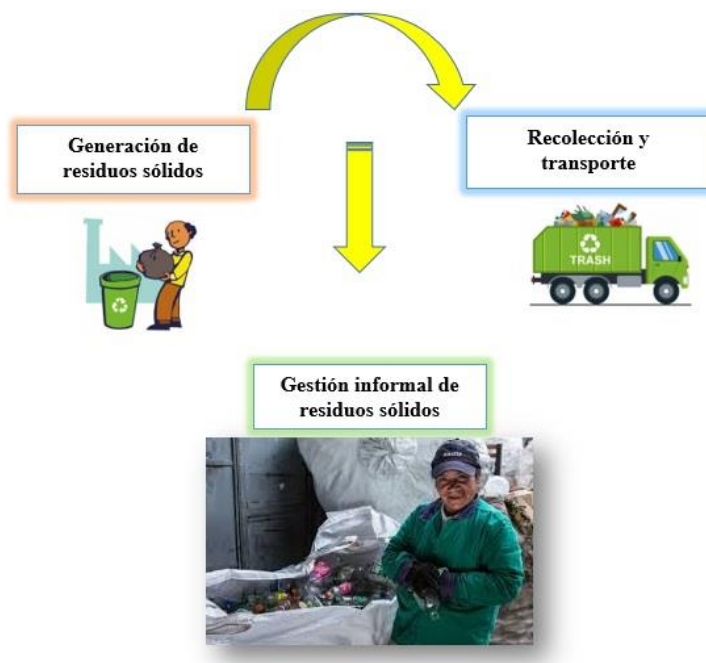 Generación de
residuos sólidos
Recolección y
transporte
TRASH
Gestión informal de
residuos sólidos